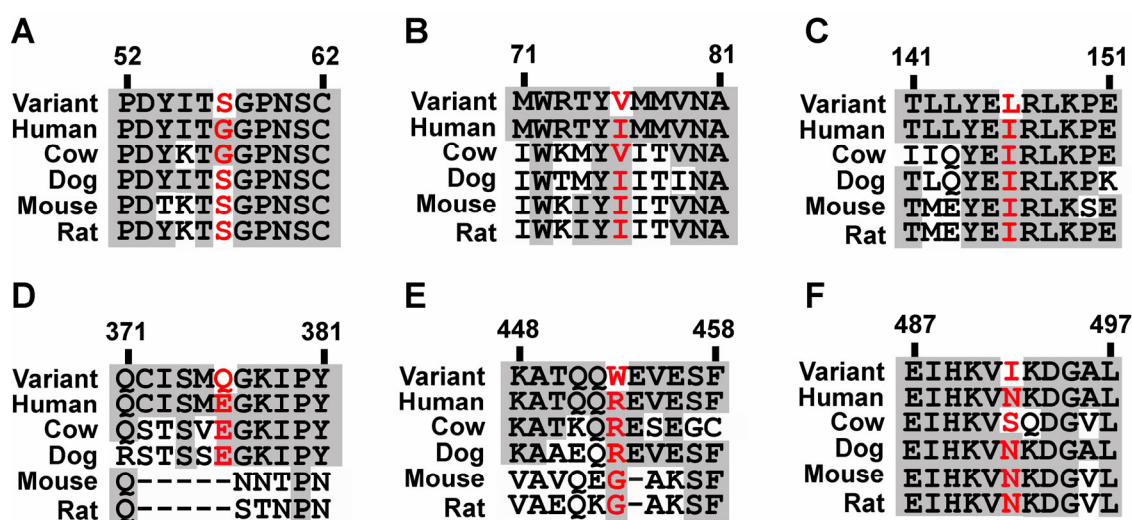 A
52 62
Variant PDYITSGPNSC
Human PDYITGGPNSC
Cow PDYKTGGPNSC
Dog PDYITSGPNSC
Mouse PDTKTSGPNSC
Rat PDYKTSGPNSC
B
71 81
Variant MWRTYVMMVNA
Human MWRTYIMMVNA
Cow IWKMYVITVNA
Dog IWTMYIITINA
Mouse IWKIYIITVNA
Rat IWKIYIITVNA
C
141 151
Variant TLLYELRLKPE
Human TLLYEIRLKPE
Cow IIQYEIRLKPE
Dog TLQYEIRLKPK
Mouse TMEYEIRLKSE
Rat TMEYEIRLKPE
D
371 381
Variant QCISMQGKIPY
Human QCISMEGKIPY
Cow QSTSVEGKIPY
Dog RSTSSEGKIPY
Mouse Q-----NNTPN
Rat Q-----STNPN
E
448 458
Variant KATQQWEVESF
Human KATQQREVESF
Cow KATKQRESEGC
Dog KAAEQREVESF
Mouse VAVQEG-AKSF
Rat VAEQKG-AKSF
F
487 497
Variant EIHKVIKDGAL
Human EIHKVNKDGAL
Cow EIHKVSQDGVL
Dog EIHKVNKDGAL
Mouse EIHKVNKDGVL
Rat EIHKVNKDGVL